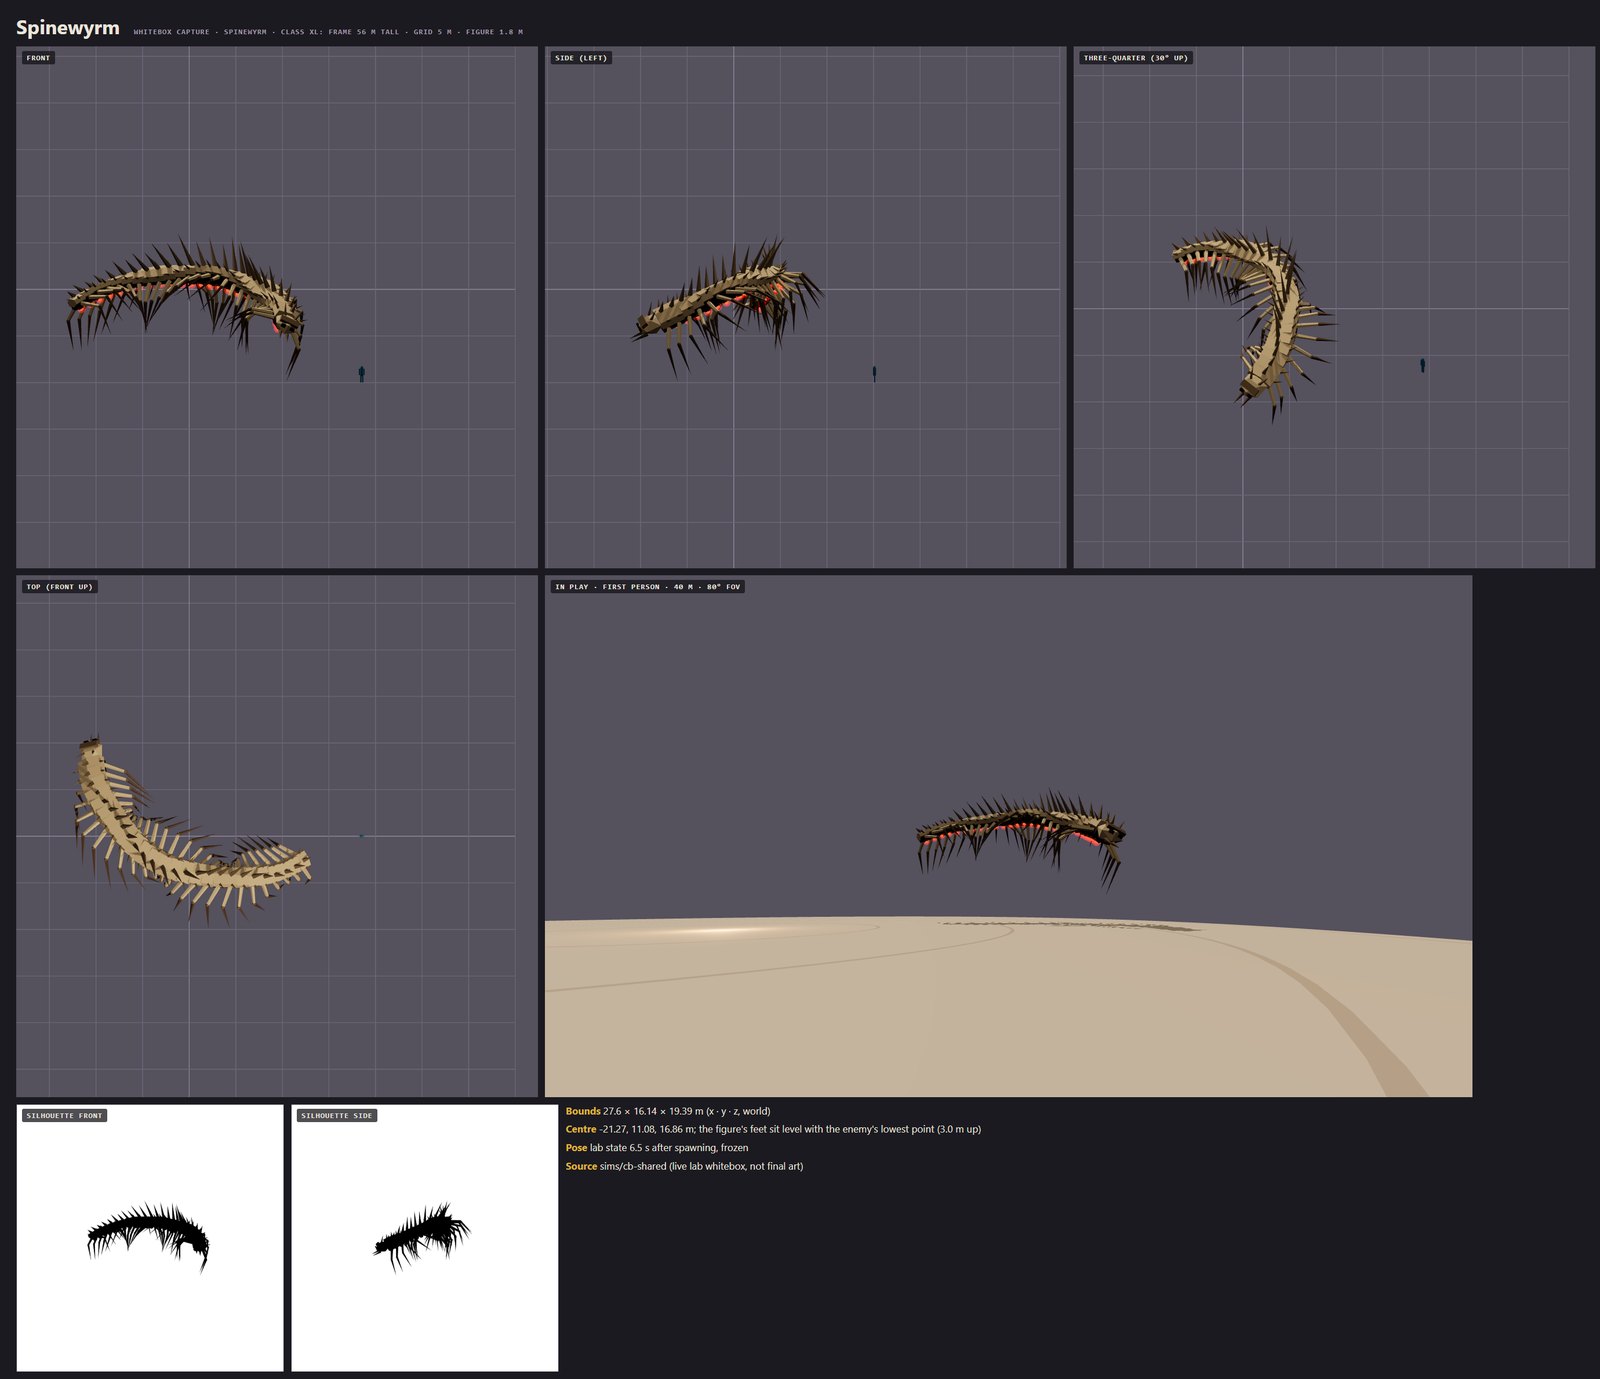 Spinewyrm
WHITEBOX CAPTURE · SPINEWYRM · CLASS XL: FRAME 56 M TALL · GRID 5 M · FIGURE 1.8 M
FRONT
SIDE (LEFT)
THREE-QUARTER (30° UP)
TOP (FRONT UP)
IN PLAY · FIRST PERSON · 40 M · 80° FOV
SILHOUETTE FRONT
SILHOUETTE SIDE
Bounds 27.6 × 16.14 × 19.39 m (x · y · z, world)
Centre -21.27, 11.08, 16.86 m; the figure's feet sit level with the enemy's lowest point (3.0 m up)
Pose lab state 6.5 s after spawning, frozen
Source sims/cb-shared (live lab whitebox, not final art)